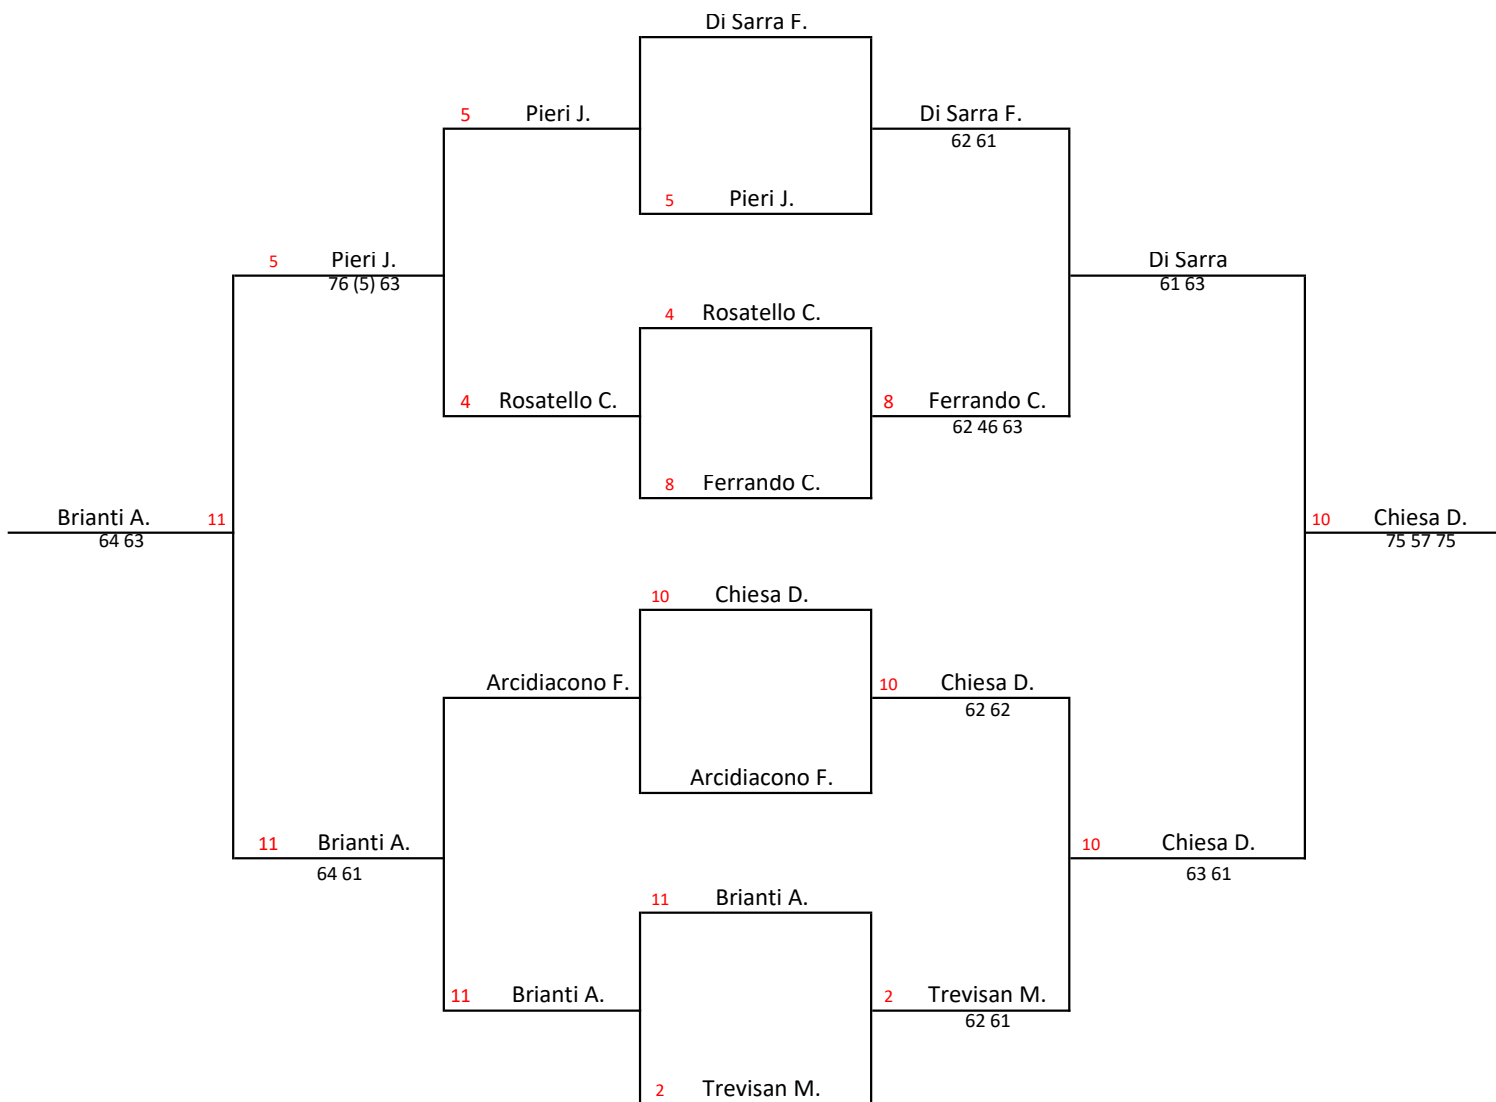 Di Sarra F.
5 Pieri J.
Di Sarra F.
62 61
5 Pieri J.
5 Pieri J.
76 (5) 63
Di Sarra
61 63
4 Rosatello C.
4 Rosatello C.
8 Ferrando C.
62 46 63
8 Ferrando C.
Brianti A. 11
64 63
10 Chiesa D.
75 57 75
10 Chiesa D.
Arcidiacono F.
10 Chiesa D.
62 62
Arcidiacono F.
11 Brianti A.
64 61
10 Chiesa D.
63 61
11 Brianti A.
11 Brianti A.
2 Trevisan M.
62 61
2 Trevisan M.